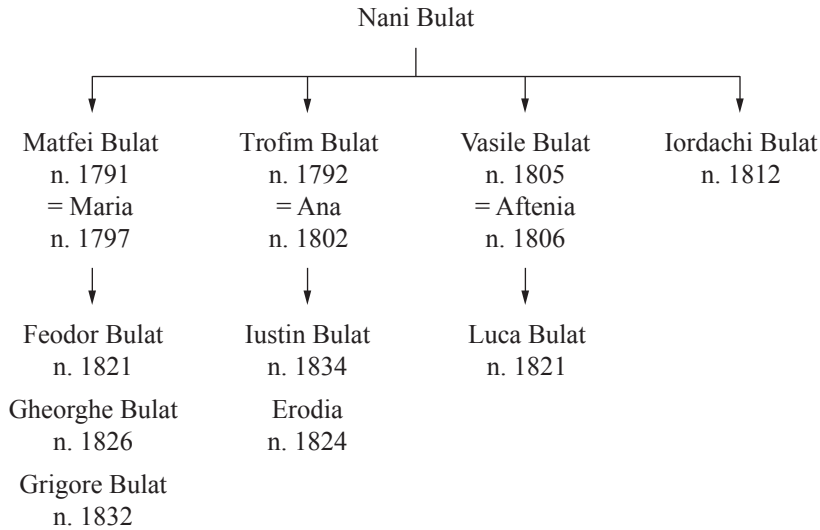 Nani Bulat
Matfei Bulat
n. 1791
= Maria
n. 1797
Trofim Bulat
n. 1792
= Ana
n. 1802
Vasile Bulat
n. 1805
= Aftenia
n. 1806
Iordachi Bulat
n. 1812
Feodor Bulat
n. 1821
Gheorghe Bulat
n. 1826
Grigore Bulat
n. 1832
Iustin Bulat
n. 1834
Erodia
n. 1824
Luca Bulat
n. 1821